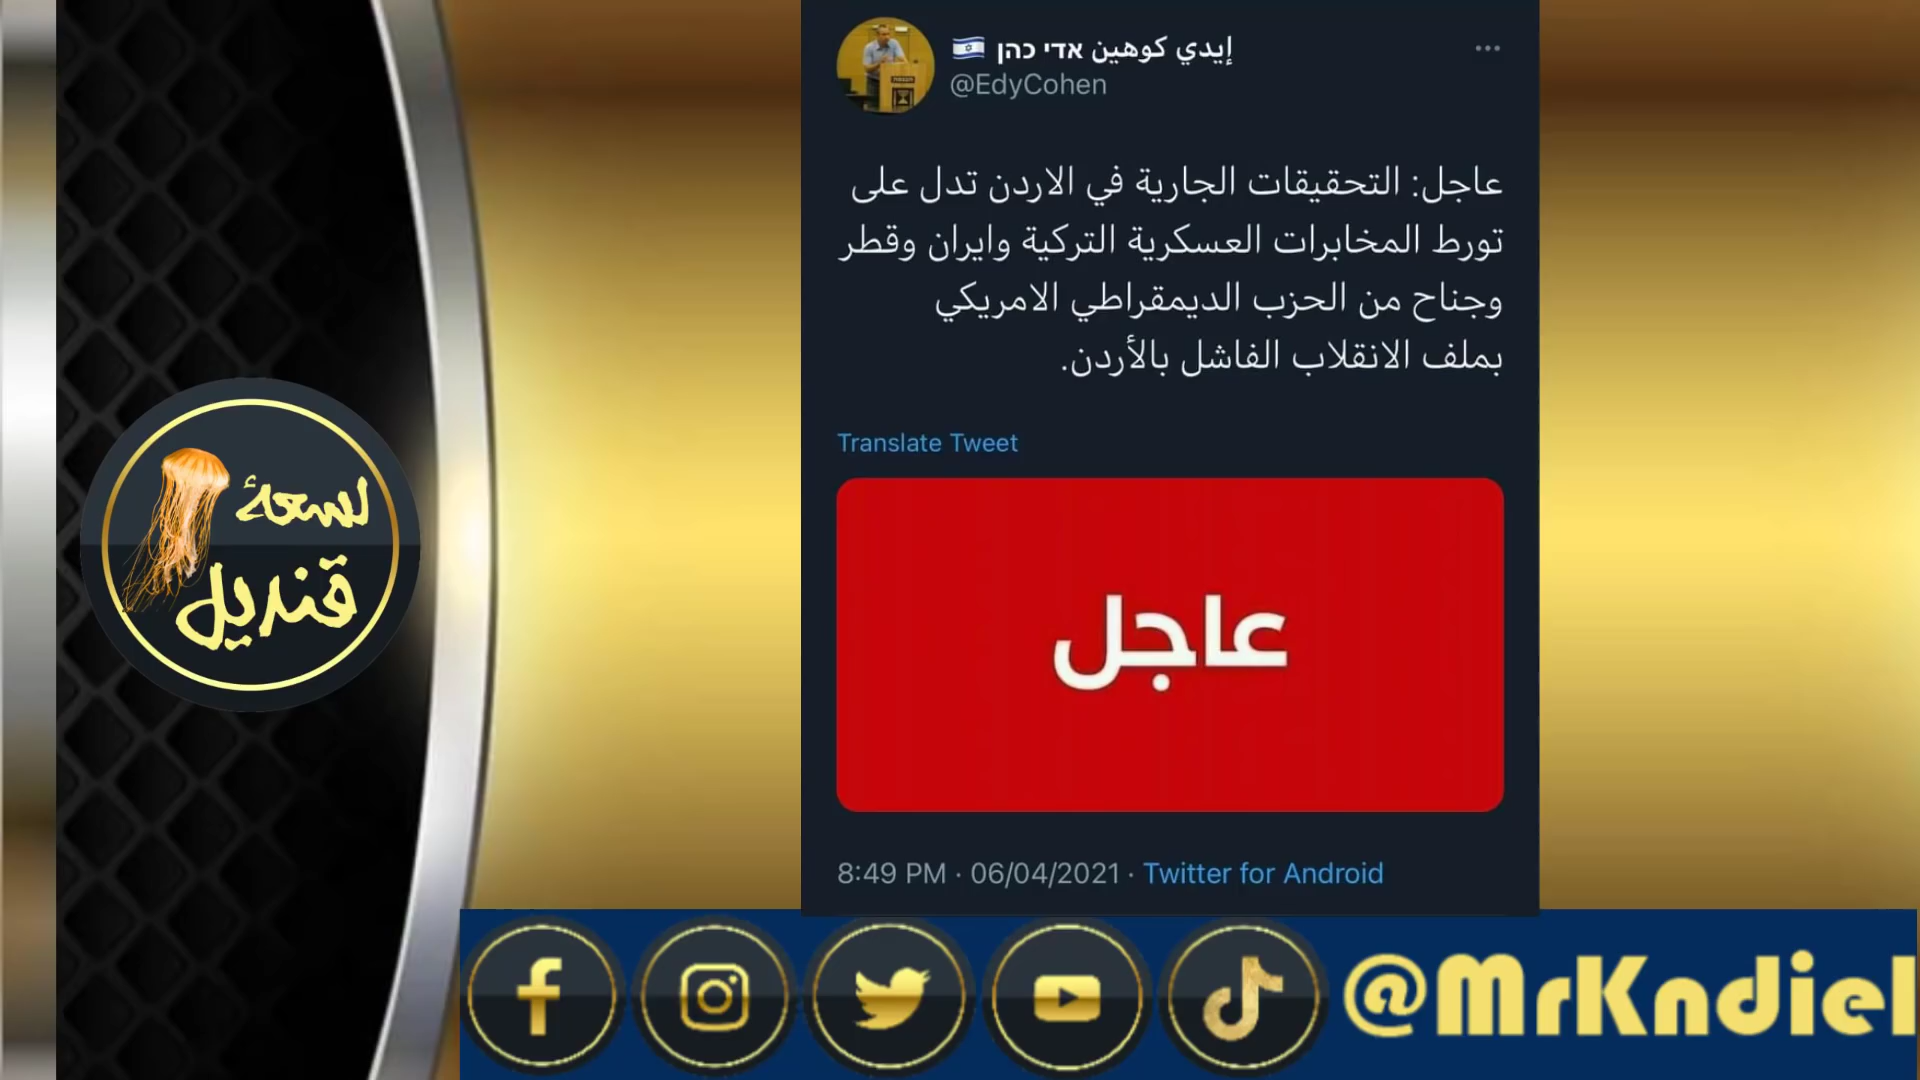 إيدي كوهين אדי כהן
@EdyCohen
عاجل: التحقيقات الجارية في الاردن تدل على
تورط المخابرات العسكرية التركية وايران وقطر
وجناح من الحزب الديمقراطي الامريكي
بملف الانقلاب الفاشل بالأردن.
Translate Tweet
عاجل
8:49 PM · 06/04/2021 · Twitter for Android
لسعة
قنديل
@MrKndiel